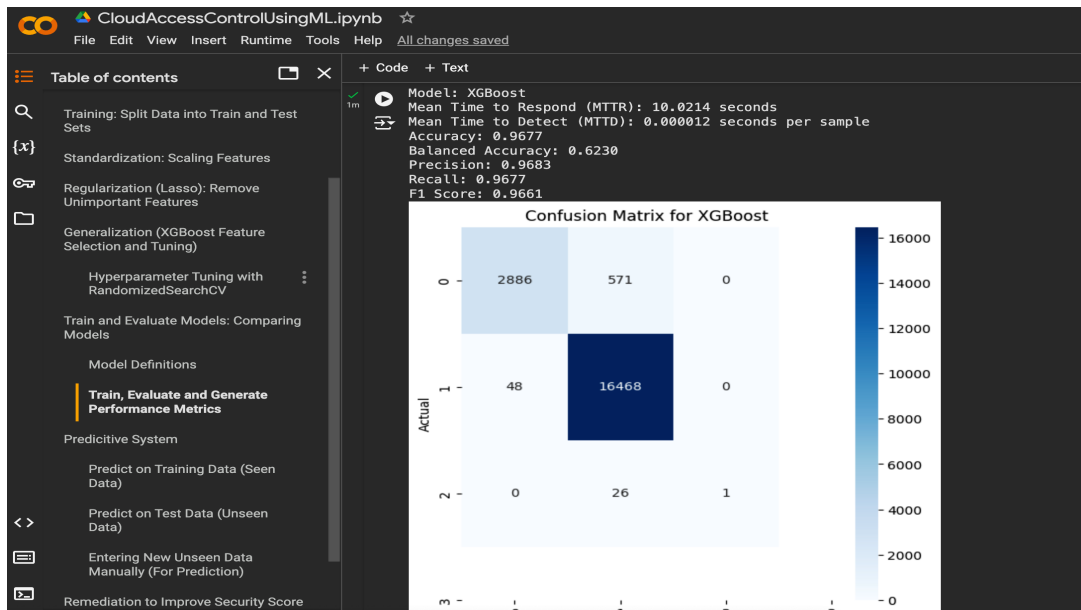 CloudAccessControlUsingML.ipynb
File Edit View Insert Runtime Tools Help All changes saved
Table of contents
Training: Split Data into Train and Test
Sets
Standardization: Scaling Features
Regularization (Lasso): Remove
Unimportant Features
Generalization (XGBoost Feature
Selection and Tuning)
Hyperparameter Tuning with
RandomizedSearchCV
Train and Evaluate Models: Comparing
Models
Model Definitions
Train, Evaluate and Generate
Performance Metrics
Predicitive System
Predict on Training Data (Seen
Data)
Predict on Test Data (Unseen
Data)
Entering New Unseen Data
Manually (For Prediction)
Remediation to Improve Security Score
{x}
+ Code + Text
1m
Model: XGBoost
Mean Time to Respond (MTTR): 10.0214 seconds
Mean Time to Detect (MTTD): 0.000012 seconds per sample
Accuracy: 0.9677
Balanced Accuracy: 0.6230
Precision: 0.9683
Recall: 0.9677
F1 Score: 0.9661
Confusion Matrix for XGBoost
0 2886 571 0
1 48 16468 0
2 0 26 1
3
Actual
16000
14000
12000
10000
8000
6000
4000
2000
0